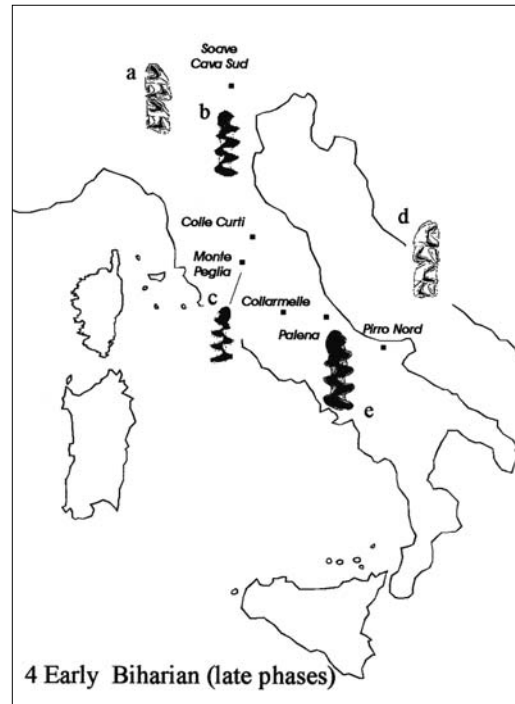 Soave
Cava Sud
a
b
Colle Curti
d
Monte
Peglia
c
Collarmelle
Palena
Pirro Nord
e
4 Early Biharian (late phases)